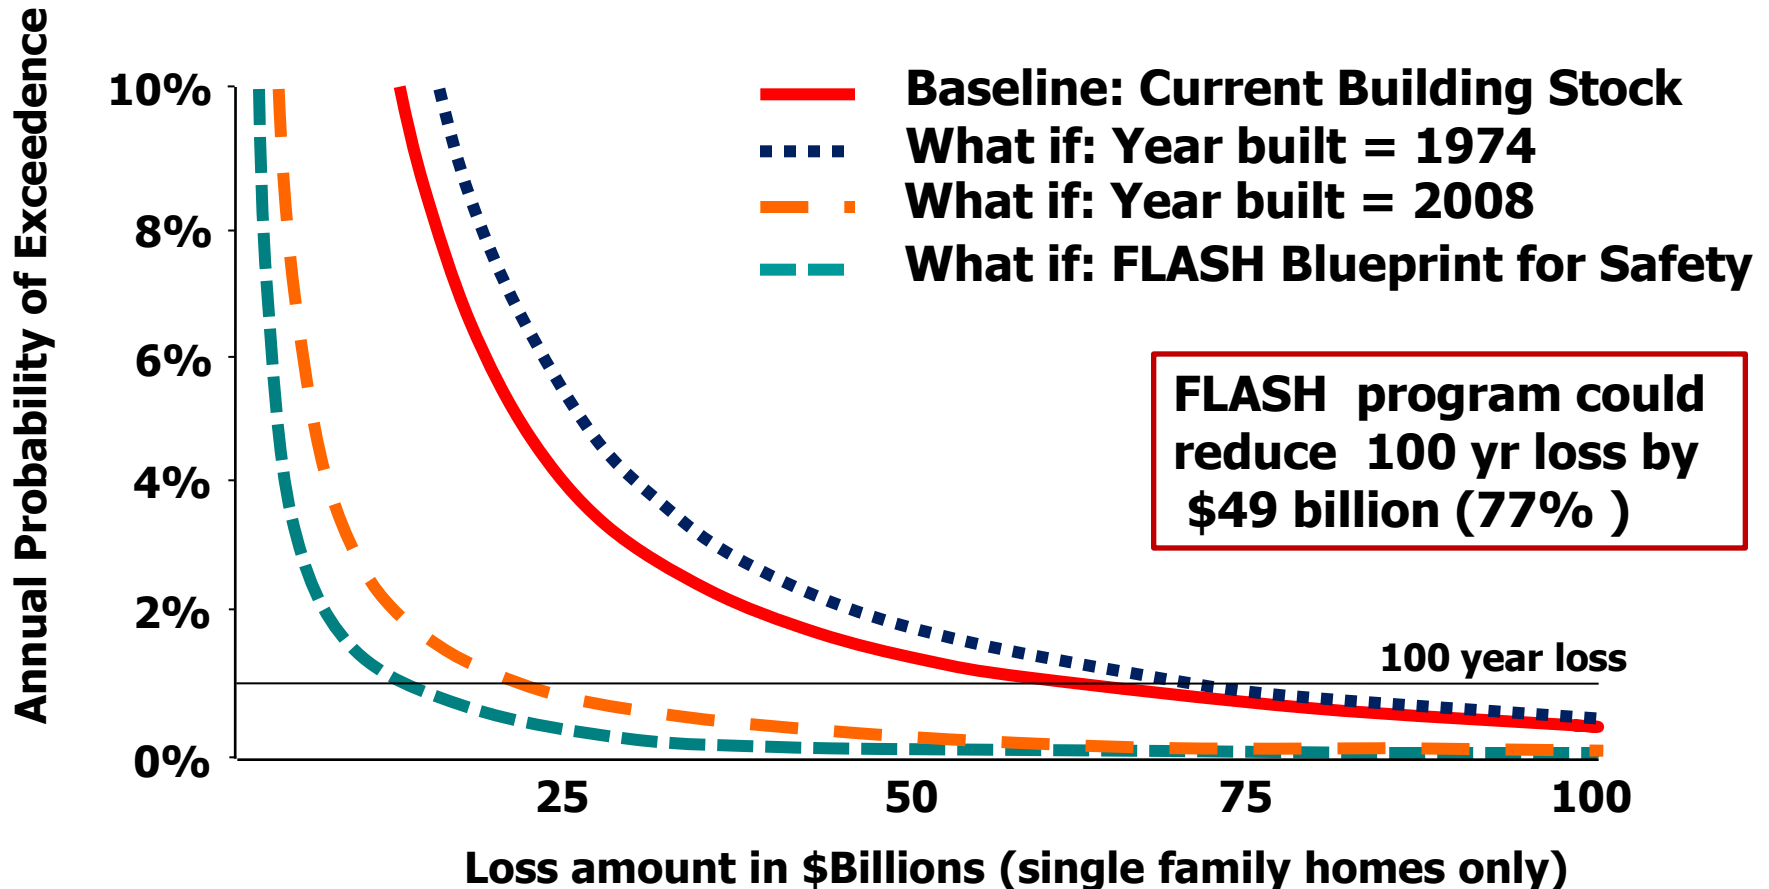 Annual Probability of Exceedence
10%
8%
6%
4%
2%
0%
Baseline: Current Building Stock
What if: Year built = 1974
What if: Year built = 2008
What if: FLASH Blueprint for Safety
FLASH program could
reduce 100 yr loss by
$49 billion (77% )
100 year loss
25 50 75 100
Loss amount in $Billions (single family homes only)